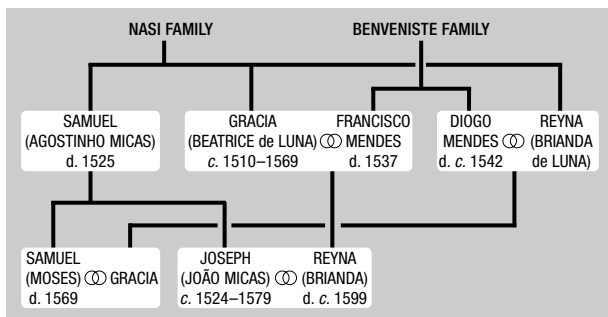 NASI FAMILY
BENVENISTE FAMILY
SAMUEL
(AGOSTINHO MICAS)
d. 1525
GRACIA
(BEATRICE de LUNA)
c. 1510–1569
FRANCISCO
MENDES
d. 1537
DIOGO
MENDES
d. c. 1542
REYNA
(BRIANDA
de LUNA)
SAMUEL
(MOSES)
d. 1569
GRACIA
JOSEPH
(JOÃO MICAS)
c. 1524–1579
REYNA
(BRIANDA)
d. c. 1599